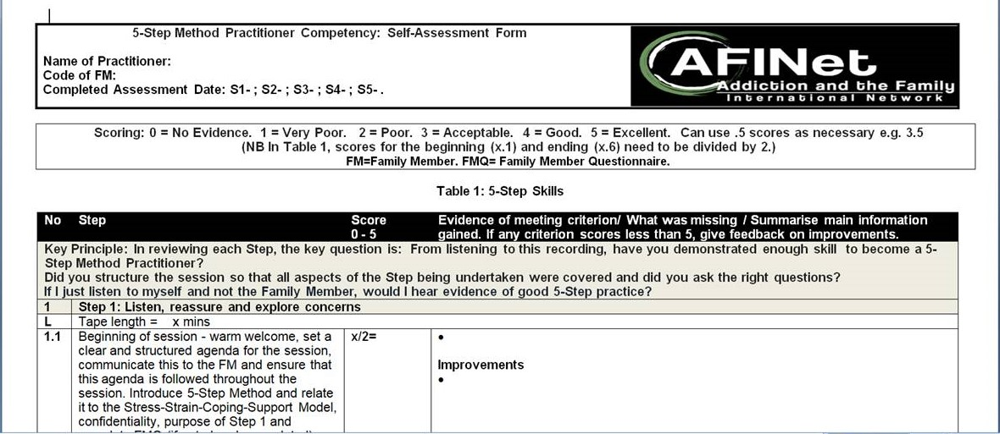 5-Step Method Practitioner Competency: Self-Assessment Form
Name of Practitioner:
Code of FM:
Completed Assessment Date: S1- ; S2- ; S3- ; S4- ; S5- .
AFINet
Addiction and the Family
International Network
Scoring: 0 = No Evidence. 1 = Very Poor. 2 = Poor. 3 = Acceptable. 4 = Good. 5 = Excellent. Can use .5 scores as necessary e.g. 3.5
(NB In Table 1, scores for the beginning (x.1) and ending (x.6) need to be divided by 2.)
FM=Family Member. FMQ= Family Member Questionnaire.
Table 1: 5-Step Skills
No
Step
Score
0 - 5
Evidence of meeting criterion/ What was missing / Summarise main information
gained. If any criterion scores less than 5, give feedback on improvements.
Key Principle: In reviewing each Step, the key question is: From listening to this recording, have you demonstrated enough skill to become a 5-
Step Method Practitioner?
Did you structure the session so that all aspects of the Step being undertaken were covered and did you ask the right questions?
If I just listen to myself and not the Family Member, would I hear evidence of good 5-Step practice?
1 Step 1: Listen, reassure and explore concerns
L Tape length = x mins
1.1
Beginning of session - warm welcome, set a
clear and structured agenda for the session,
communicate this to the FM and ensure that
this agenda is followed throughout the
session. Introduce 5-Step Method and relate
it to the Stress-Strain-Coping-Support Model,
confidentiality, purpose of Step 1 and
x/2=
•
Improvements
•